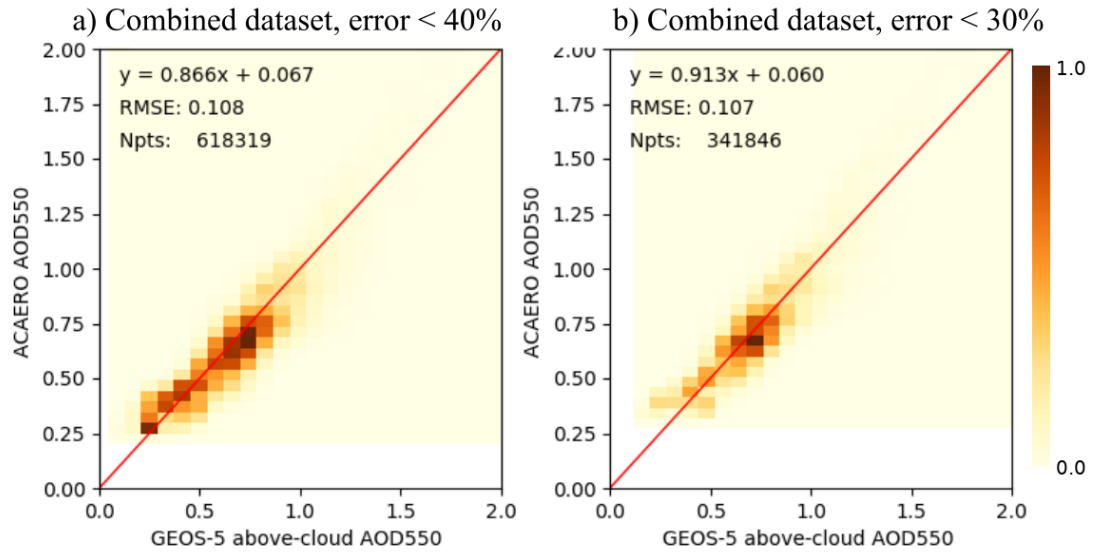 a) Combined dataset, error < 40%
b) Combined dataset, error < 30%
2.00
1.75
1.50
1.25
1.00
0.75
0.50
0.25
0.00
ACAERO AOD550
y = 0.866x + 0.067
RMSE: 0.108
Npts: 618319
0.0
0.5
1.0
1.5
2.0
GEOS-5 above-cloud AOD550
2.00
1.75
1.50
1.25
1.00
0.75
0.50
0.25
0.00
ACAERO AOD550
y = 0.913x + 0.060
RMSE: 0.107
Npts: 341846
0.0
0.5
1.0
1.5
2.0
GEOS-5 above-cloud AOD550
1.0
0.0